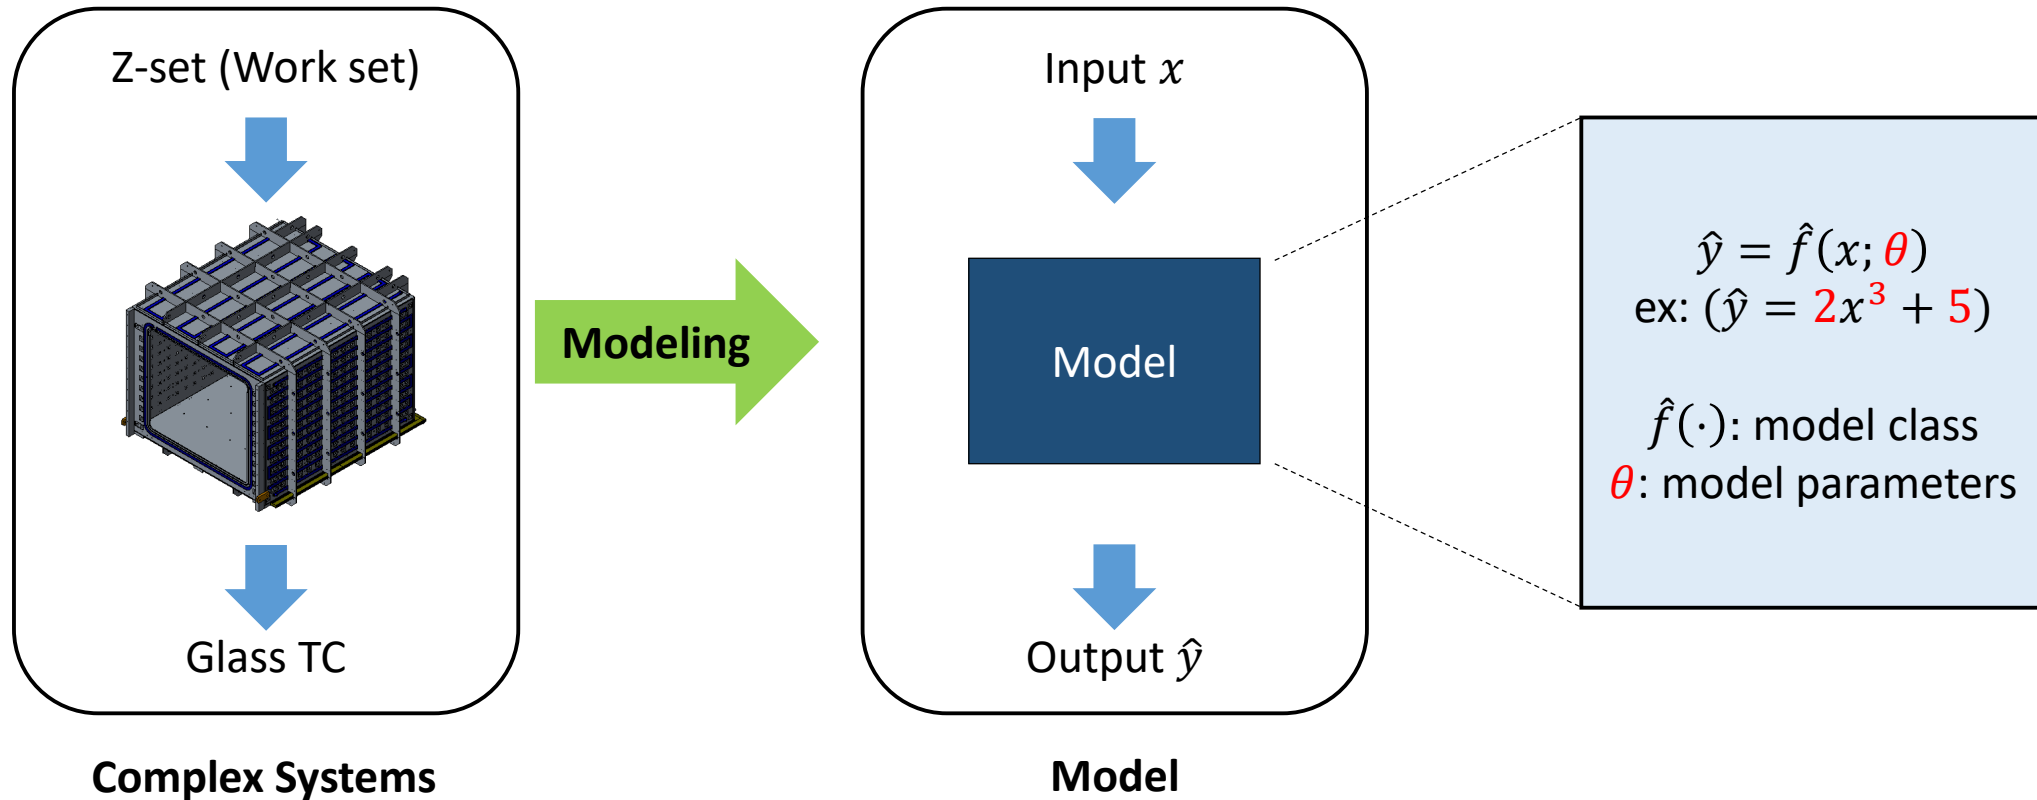 Z-set (Work set)
Glass TC
Complex Systems
Modeling
Input x
Model
Output ŷ
Model
ŷ = f̂(x; θ)
ex: (ŷ = 2x³ + 5)
f̂(·): model class
θ: model parameters